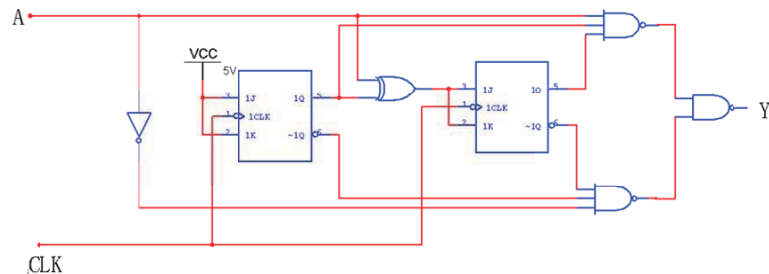 A
VCC
5V
3 1J 1Q 5
1 1CLK
2 1K ~1Q 6
3 1J IO 5
1 1CLK
2 1K ~1Q 6
Y
CLK